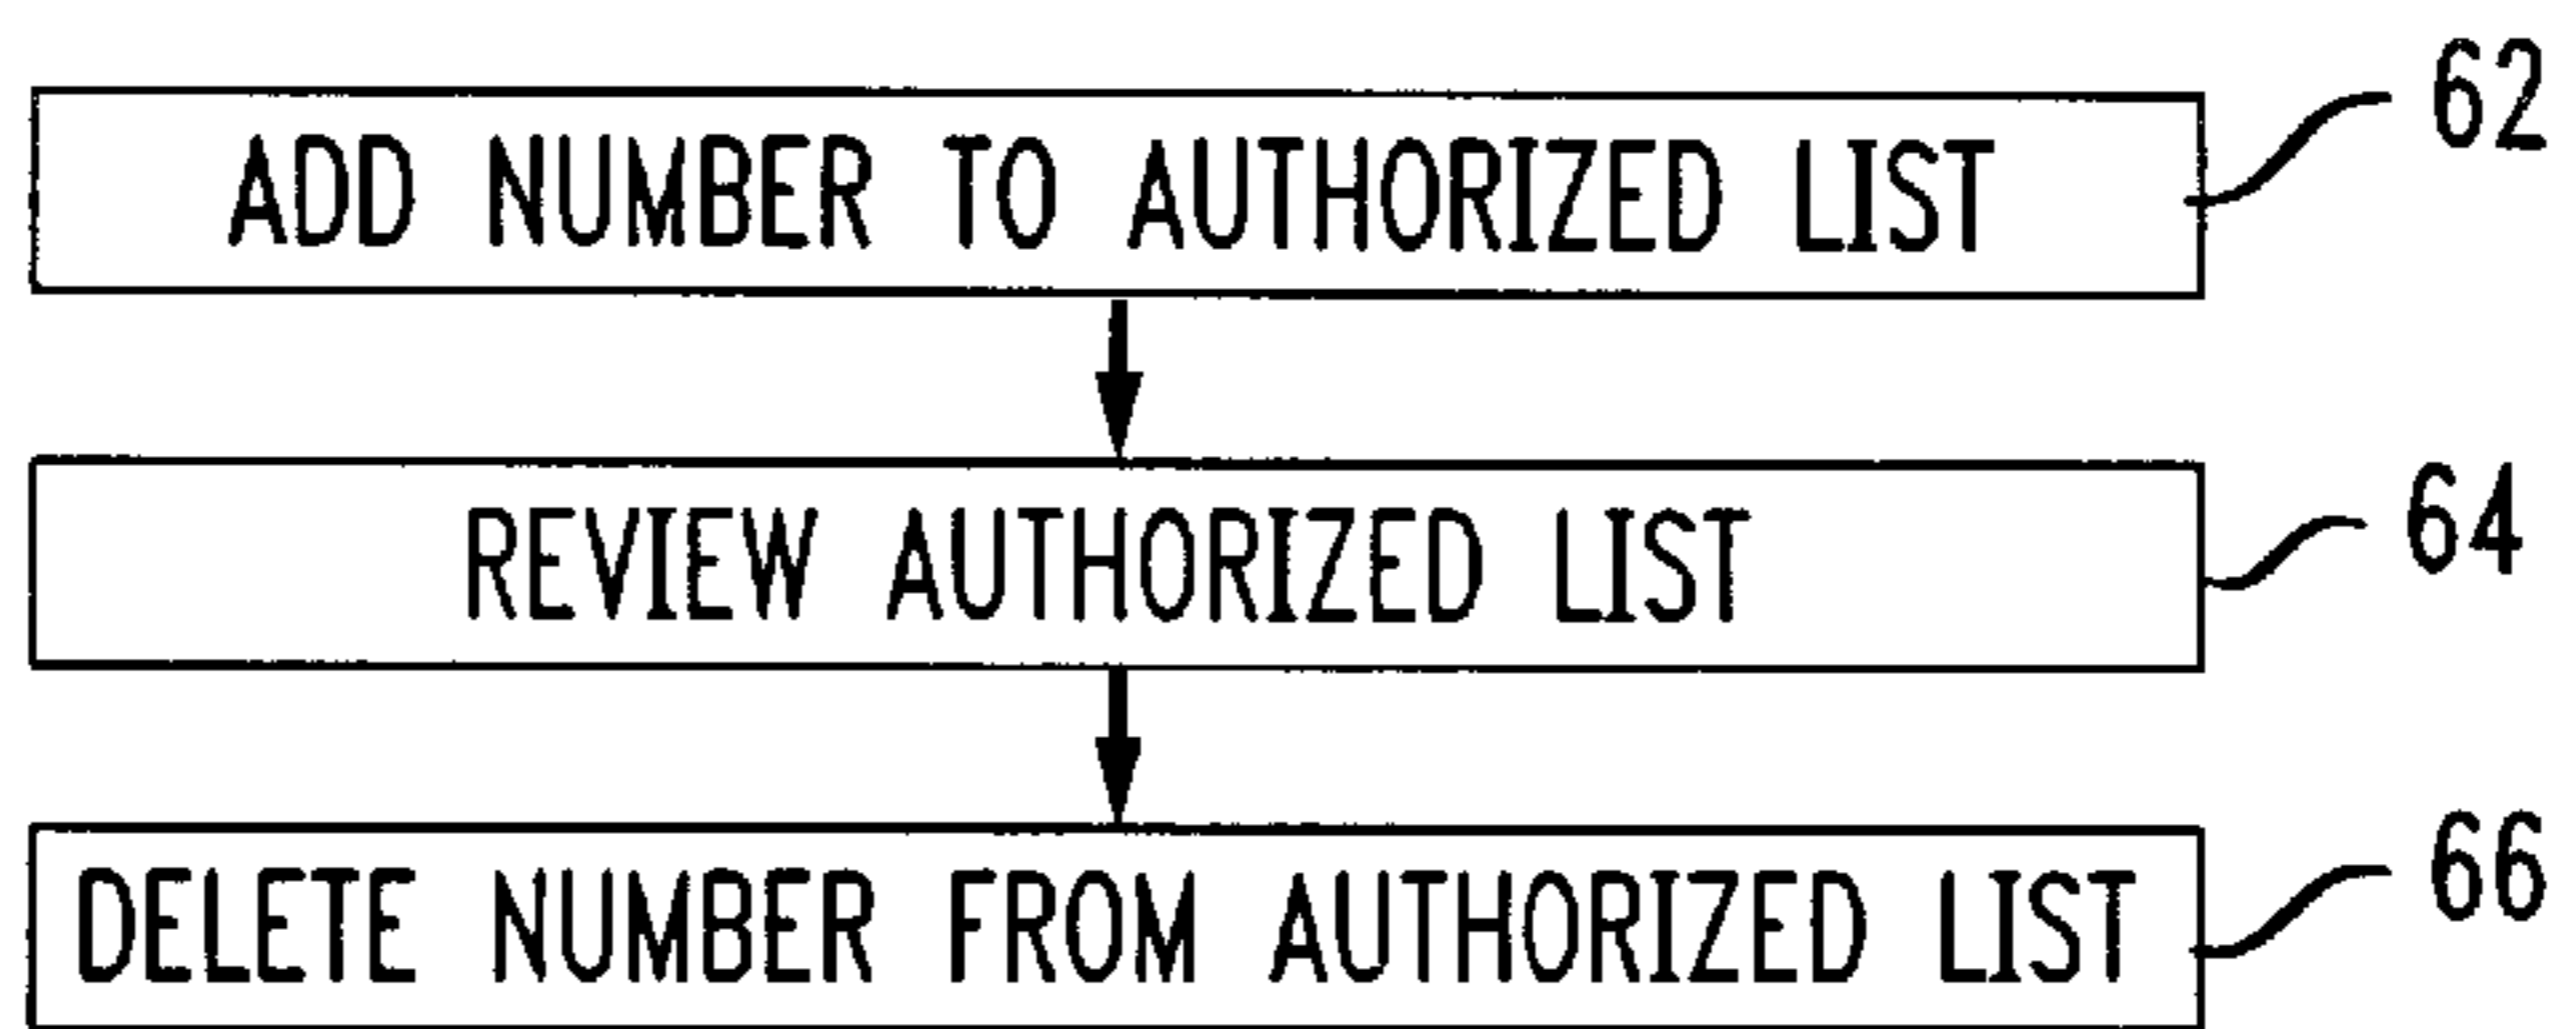 ADD NUMBER TO AUTHORIZED LIST 62
REVIEW AUTHORIZED LIST 64
DELETE NUMBER FROM AUTHORIZED LIST 66